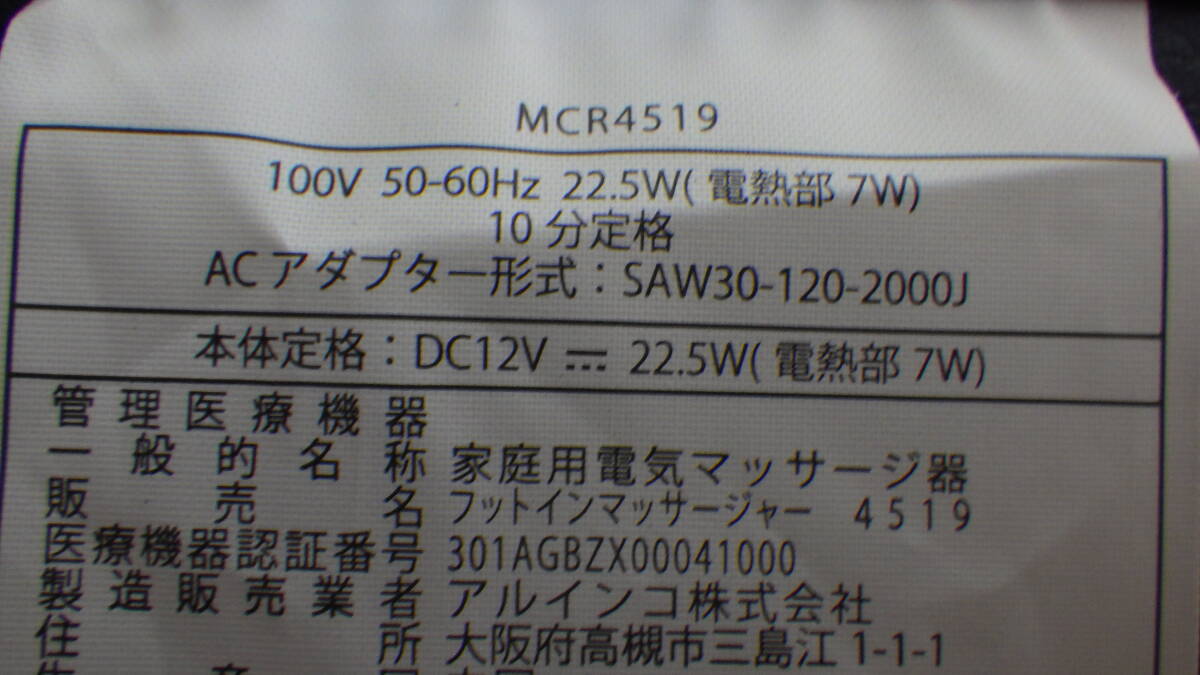 MCR4519
100V 50-60Hz 22.5W( 電熱部 7W)
10 分定格
ACアダプター形式：SAW30-120-2000J
本体定格：DC12V ⎓ 22.5W( 電熱部 7W)
管理医療機器
一般的名称 家庭用電気マッサージ器
販売名 フットインマッサージャー 4519
医療機器認証番号 301AGBZX00041000
製造販売業者 アルインコ株式会社
住所 大阪府高槻市三島江 1-1-1